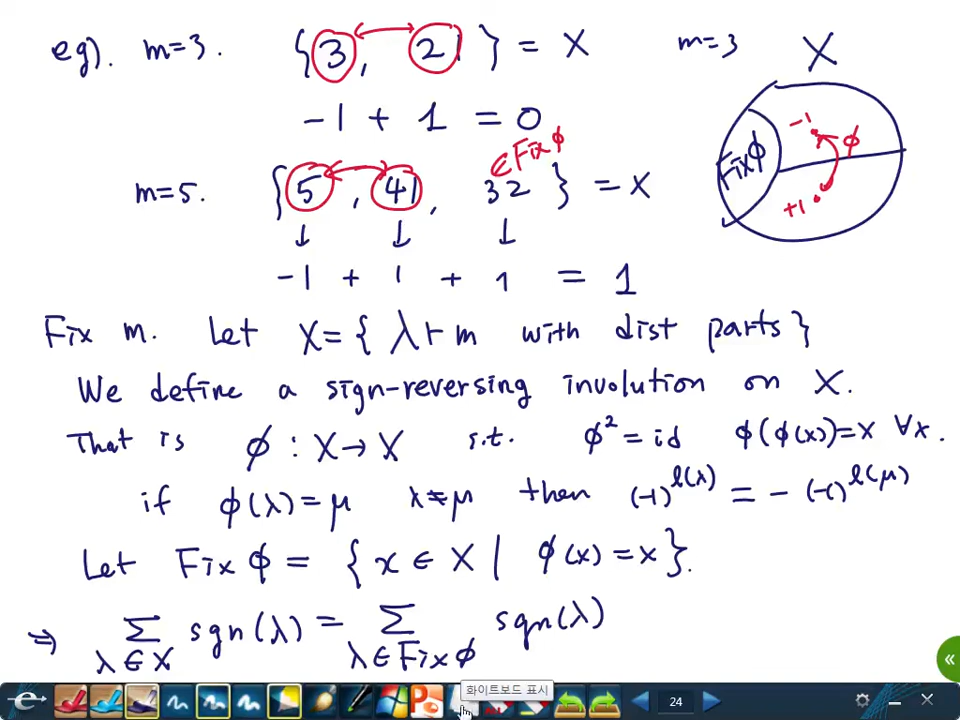 eg). m=3. {3, 21} = X m=3 X
-1 + 1 = 0
∈Fixφ
m=5. {5, 41, 32} = X
Fixφ -1 φ +1
↓ ↓ ↓
-1 + 1 + 1 = 1
Fix m. Let X={ λ⊢m with dist parts}
We define a sign-reversing involution on X.
That is φ : X→X s.t. φ² = id φ(φ(x))=x ∀x.
if φ(λ)=μ λ≠μ then (-1)^{l(λ)} = -(-1)^{l(μ)}
Let Fix φ = {x ∈ X | φ(x)=x}.
⇒ Σ_{λ∈X} sgn(λ) = Σ_{λ∈Fixφ} sgn(λ)
화이트보드 표시
24